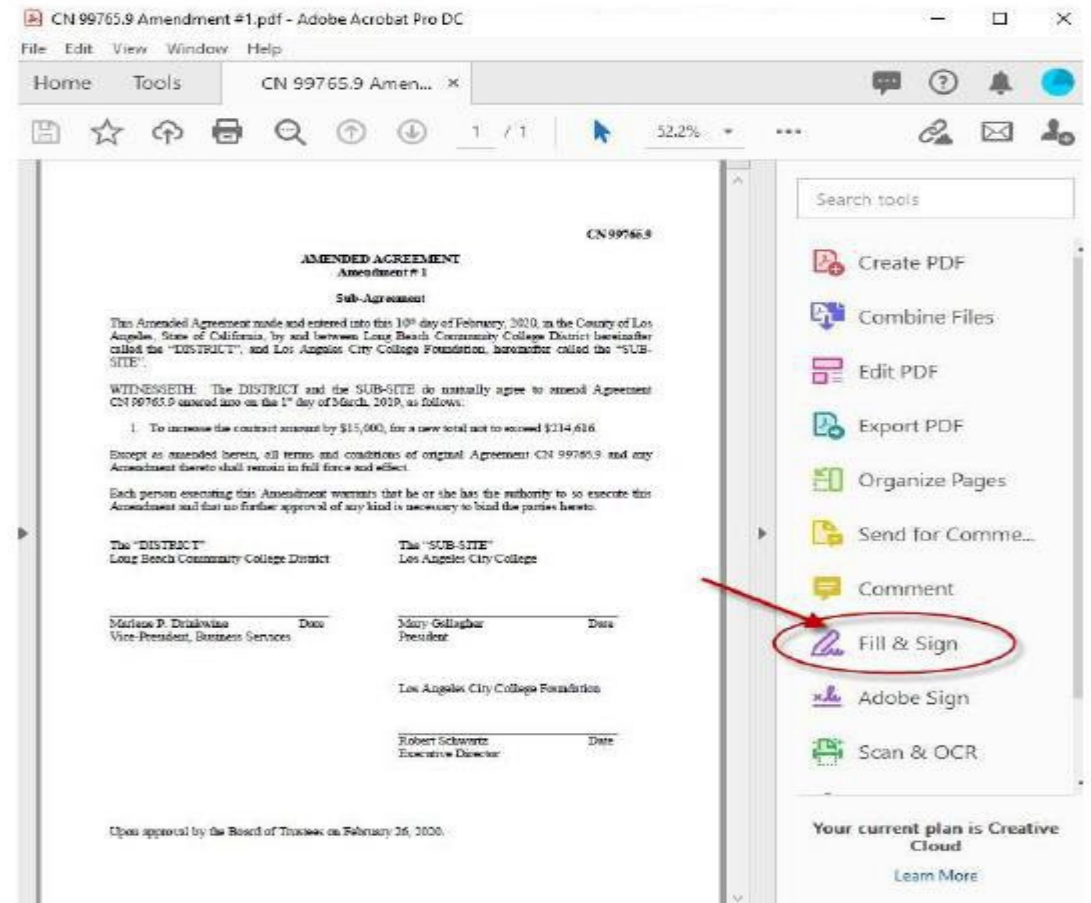 CN 99765.9 Amendment #1.pdf - Adobe Acrobat Pro DC
File Edit View Window Help
Home Tools CN 99765.9 Amen... ×
1 / 1 52.2%
Search tools
Create PDF
Combine Files
Edit PDF
Export PDF
Organize Pages
Send for Comme...
Comment
Fill & Sign
Adobe Sign
Scan & OCR
Your current plan is Creative
Cloud
Learn More
CN 99765.9
AMENDED AGREEMENT
Amendment # 1
Sub-Agreement
This Amended Agreement made and entered into this 10th day of February, 2020, in the County of Los
Angeles, State of California, by and between Long Beach Community College District hereinafter
called the "DISTRICT", and Los Angeles City College Foundation, hereinafter called the "SUB-
SITE".
WITNESSETH: The DISTRICT and the SUB-SITE do mutually agree to amend Agreement
CN 99765.9 entered into on the 1st day of March, 2019, as follows:
1. To increase the contract amount by $15,000, for a new total not to exceed $214,686.
Except as amended herein, all terms and conditions of original Agreement CN 99765.9 and any
Amendment thereto shall remain in full force and effect.
Each person executing this Amendment warrants that he or she has the authority to so execute this
Amendment and that no further approval of any kind is necessary to bind the parties hereto.
The "DISTRICT" The "SUB-SITE"
Long Beach Community College District Los Angeles City College
Marlene P. Drinkwine Date Mary Gallagher Date
Vice-President, Business Services President
Los Angeles City College Foundation
Robert Schwartz Date
Executive Director
Upon approval by the Board of Trustees on February 26, 2020.